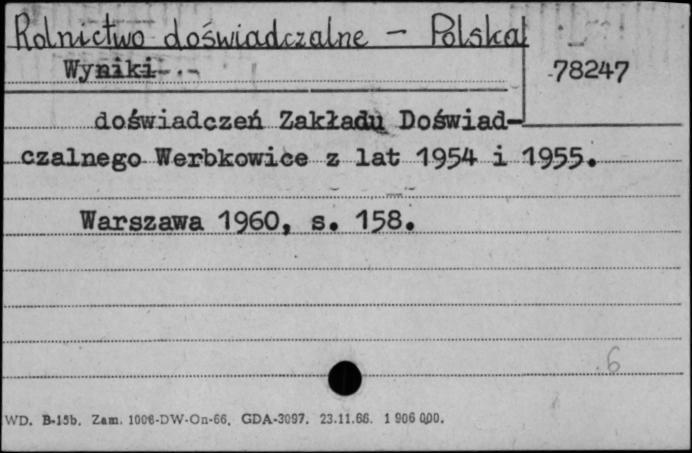 Rolnictwo doświadczalne - Polska
Wyniki
78247
doświadczeń Zakładu Doświad-
czalnego Werbkowice z lat 1954 i 1955.
Warszawa 1960, s. 158.
6
WD. B-15b. Zam. 1006-DW-On-66. GDA-3097. 23.11.66. 1 906 000.